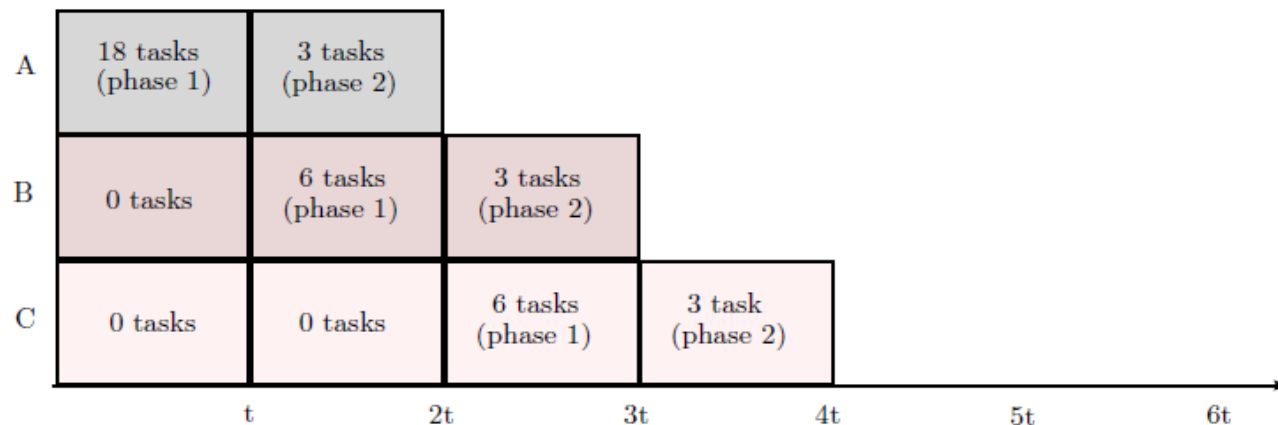 A
18 tasks
(phase 1)
3 tasks
(phase 2)
B
0 tasks
6 tasks
(phase 1)
3 tasks
(phase 2)
C
0 tasks
0 tasks
6 tasks
(phase 1)
3 task
(phase 2)
t
2t
3t
4t
5t
6t